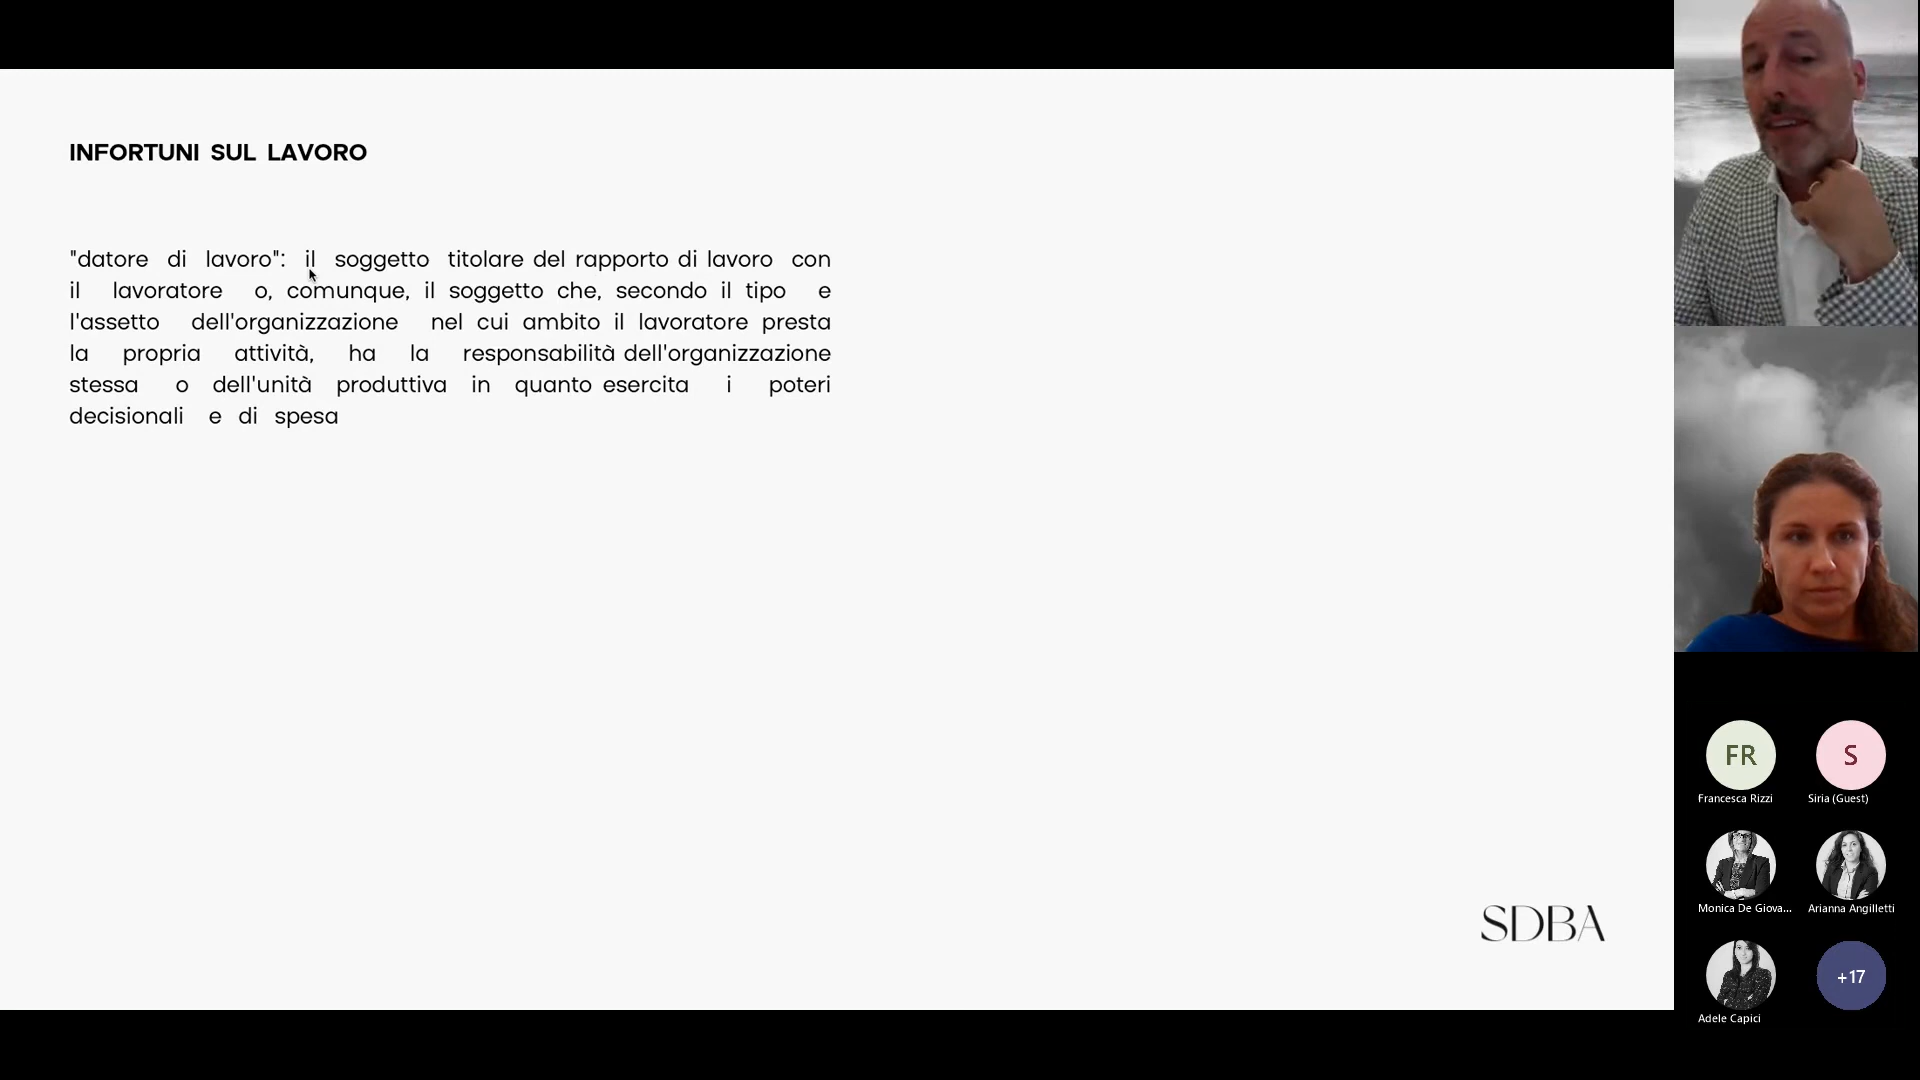 INFORTUNI SUL LAVORO
"datore di lavoro": il soggetto titolare del rapporto di lavoro con
il lavoratore o, comunque, il soggetto che, secondo il tipo e
l'assetto dell'organizzazione nel cui ambito il lavoratore presta
la propria attività, ha la responsabilità dell'organizzazione
stessa o dell'unità produttiva in quanto esercita i poteri
decisionali e di spesa
SDBA
FR
S
Francesca Rizzi
Siria (Guest)
Monica De Giova...
Arianna Angilletti
+17
Adele Capici